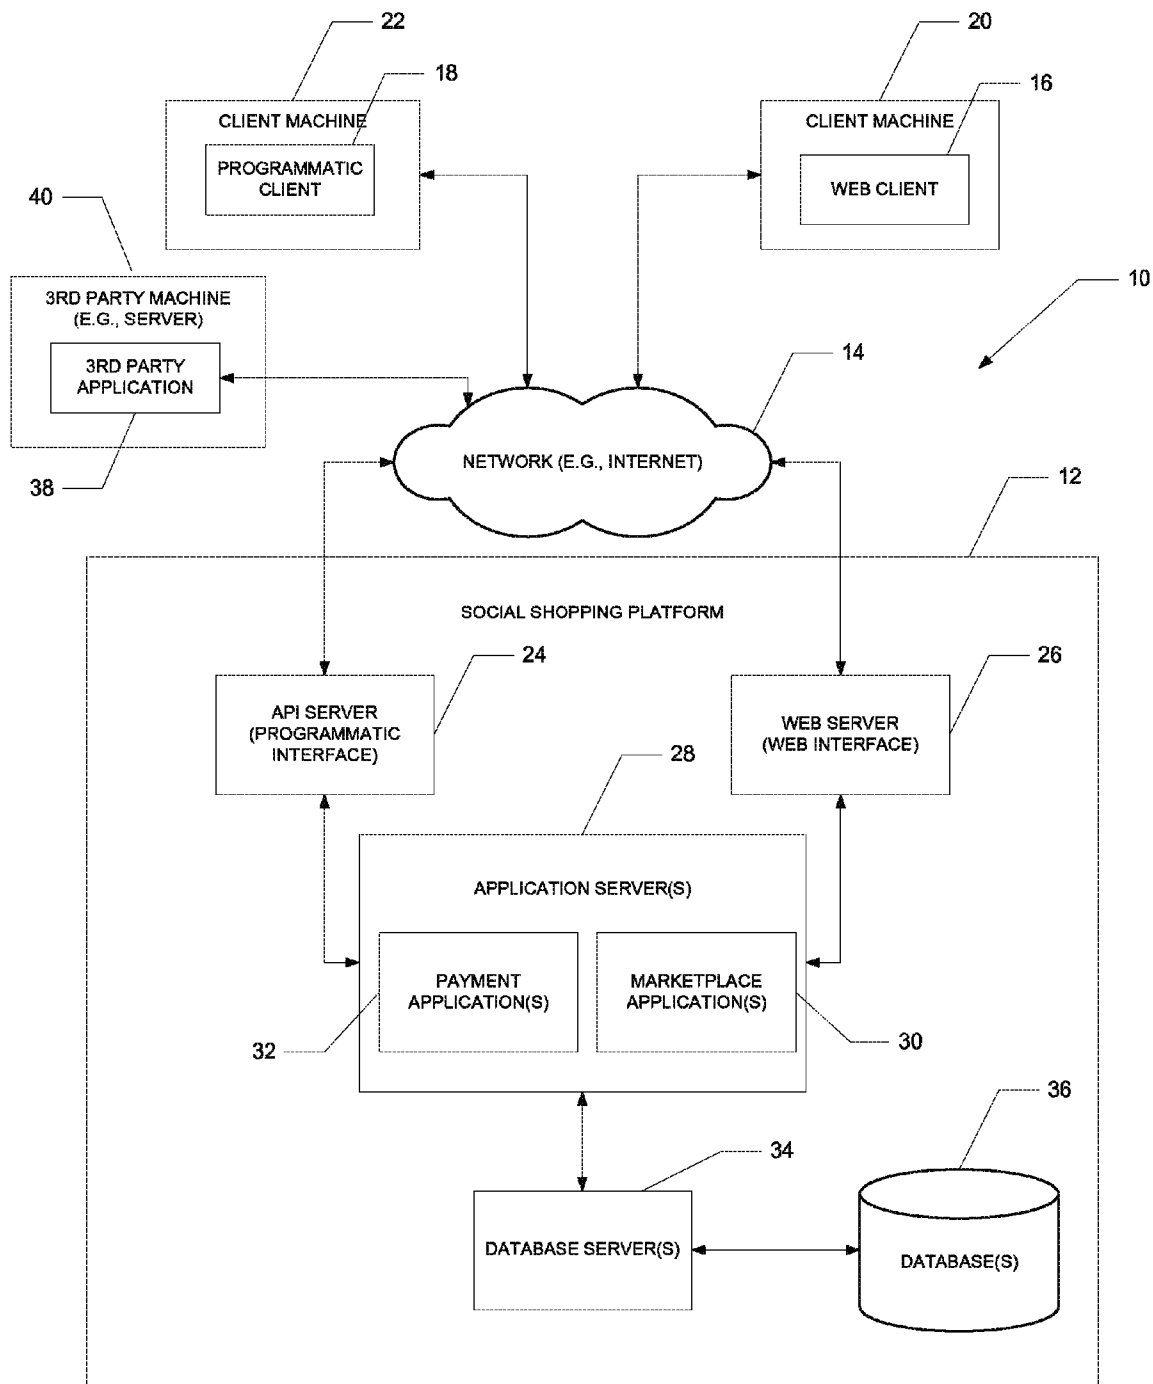 22
20
18
16
CLIENT MACHINE
PROGRAMMATIC
CLIENT
CLIENT MACHINE
WEB CLIENT
40
3RD PARTY MACHINE
(E.G., SERVER)
3RD PARTY
APPLICATION
38
10
14
NETWORK (E.G., INTERNET)
12
SOCIAL SHOPPING PLATFORM
24
26
API SERVER
(PROGRAMMATIC
INTERFACE)
WEB SERVER
(WEB INTERFACE)
28
APPLICATION SERVER(S)
PAYMENT
APPLICATION(S)
MARKETPLACE
APPLICATION(S)
32
30
34
36
DATABASE SERVER(S)
DATABASE(S)